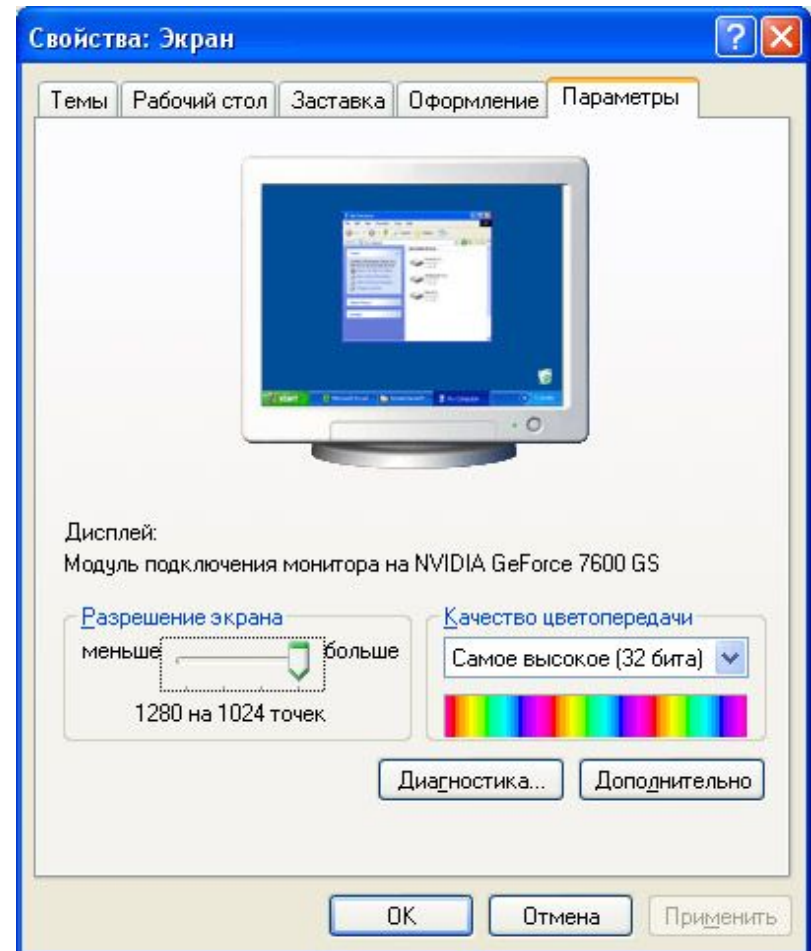 Свойства: Экран
Темы Рабочий стол Заставка Оформление Параметры
Дисплей:
Модуль подключения монитора на NVIDIA GeForce 7600 GS
Разрешение экрана
меньше больше
1280 на 1024 точек
Качество цветопередачи
Самое высокое (32 бита)
Диагностика... Дополнительно
OK Отмена Применить